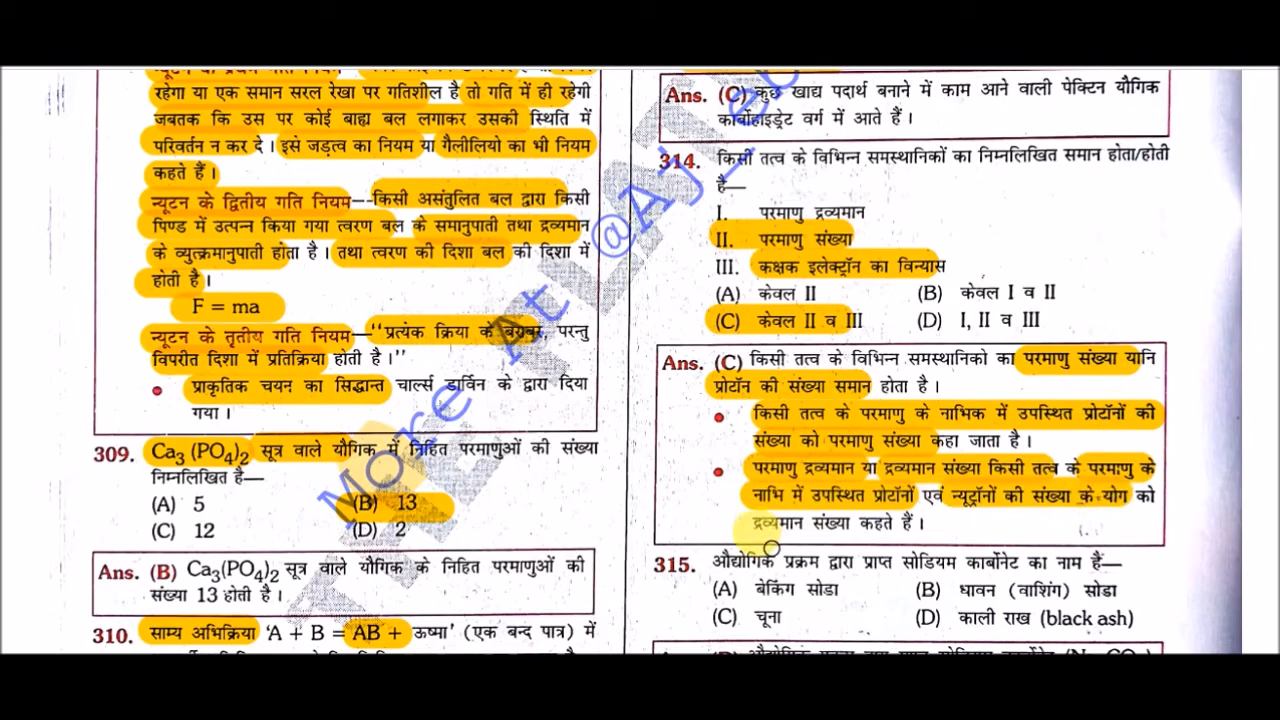 रहेगा या एक समान सरल रेखा पर गतिशील है तो गति में ही रहेगी
जबतक कि उस पर कोई बाह्य बल लगाकर उसकी स्थिति में
परिवर्तन न कर दे। इसे जड़त्व का नियम या गैलीलियो का भी नियम
कहते हैं।
न्यूटन के द्वितीय गति नियम---किसी असंतुलित बल द्वारा किसी
पिण्ड में उत्पन्न किया गया त्वरण बल के समानुपाती तथा द्रव्यमान
के व्युत्क्रमानुपाती होता है। तथा त्वरण की दिशा बल की दिशा में
होती है।
F = ma
न्यूटन के तृतीय गति नियम—‘‘प्रत्येक क्रिया के बराबर, परन्तु
विपरीत दिशा में प्रतिक्रिया होती है।’’
• प्राकृतिक चयन का सिद्धान्त चार्ल्स डार्विन के द्वारा दिया
गया।
309. Ca₃(PO₄)₂ सूत्र वाले यौगिक में निहित परमाणुओं की संख्या
निम्नलिखित है—
(A) 5 (B) 13
(C) 12 (D) 2
Ans. (B) Ca₃(PO₄)₂ सूत्र वाले यौगिक के निहित परमाणुओं की
संख्या 13 होती है।
310. साम्य अभिक्रिया ‘A + B = AB + ऊष्मा’ (एक बन्द पात्र) में
Ans. (C) कुछ खाद्य पदार्थ बनाने में काम आने वाली पेक्टिन यौगिक
कार्बोहाइड्रेट वर्ग में आते हैं।
314. किसी तत्व के विभिन्न समस्थानिकों का निम्नलिखित समान होता/होती
है—
I. परमाणु द्रव्यमान
II. परमाणु संख्या
III. कक्षक इलेक्ट्रॉन का विन्यास
(A) केवल II (B) केवल I व II
(C) केवल II व III (D) I, II व III
Ans. (C) किसी तत्व के विभिन्न समस्थानिको का परमाणु संख्या यानि
प्रोटॉन की संख्या समान होता है।
• किसी तत्व के परमाणु के नाभिक में उपस्थित प्रोटॉनों की
संख्या को परमाणु संख्या कहा जाता है।
• परमाणु द्रव्यमान या द्रव्यमान संख्या किसी तत्व के परमाणु के
नाभि में उपस्थित प्रोटॉनों एवं न्यूट्रॉनों की संख्या के योग को
द्रव्यमान संख्या कहते हैं।
315. औद्योगिक प्रक्रम द्वारा प्राप्त सोडियम कार्बोनेट का नाम हैं—
(A) बेकिंग सोडा (B) धावन (वाशिंग) सोडा
(C) चूना (D) काली राख (black ash)
More At @Aj_